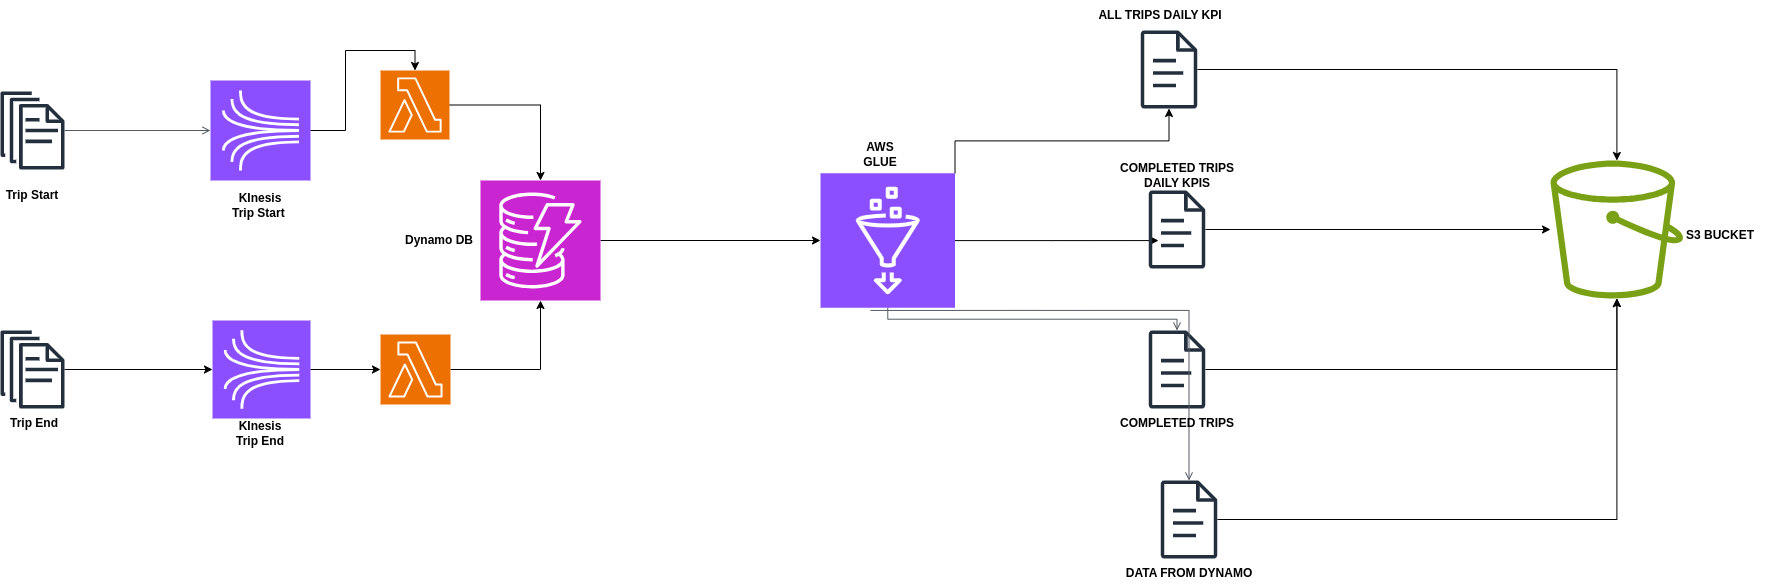 ALL TRIPS DAILY KPI
AWS
GLUE
COMPLETED TRIPS
DAILY KPIS
Trip Start
KInesis
Trip Start
Dynamo DB
S3 BUCKET
Trip End
KInesis
Trip End
COMPLETED TRIPS
DATA FROM DYNAMO